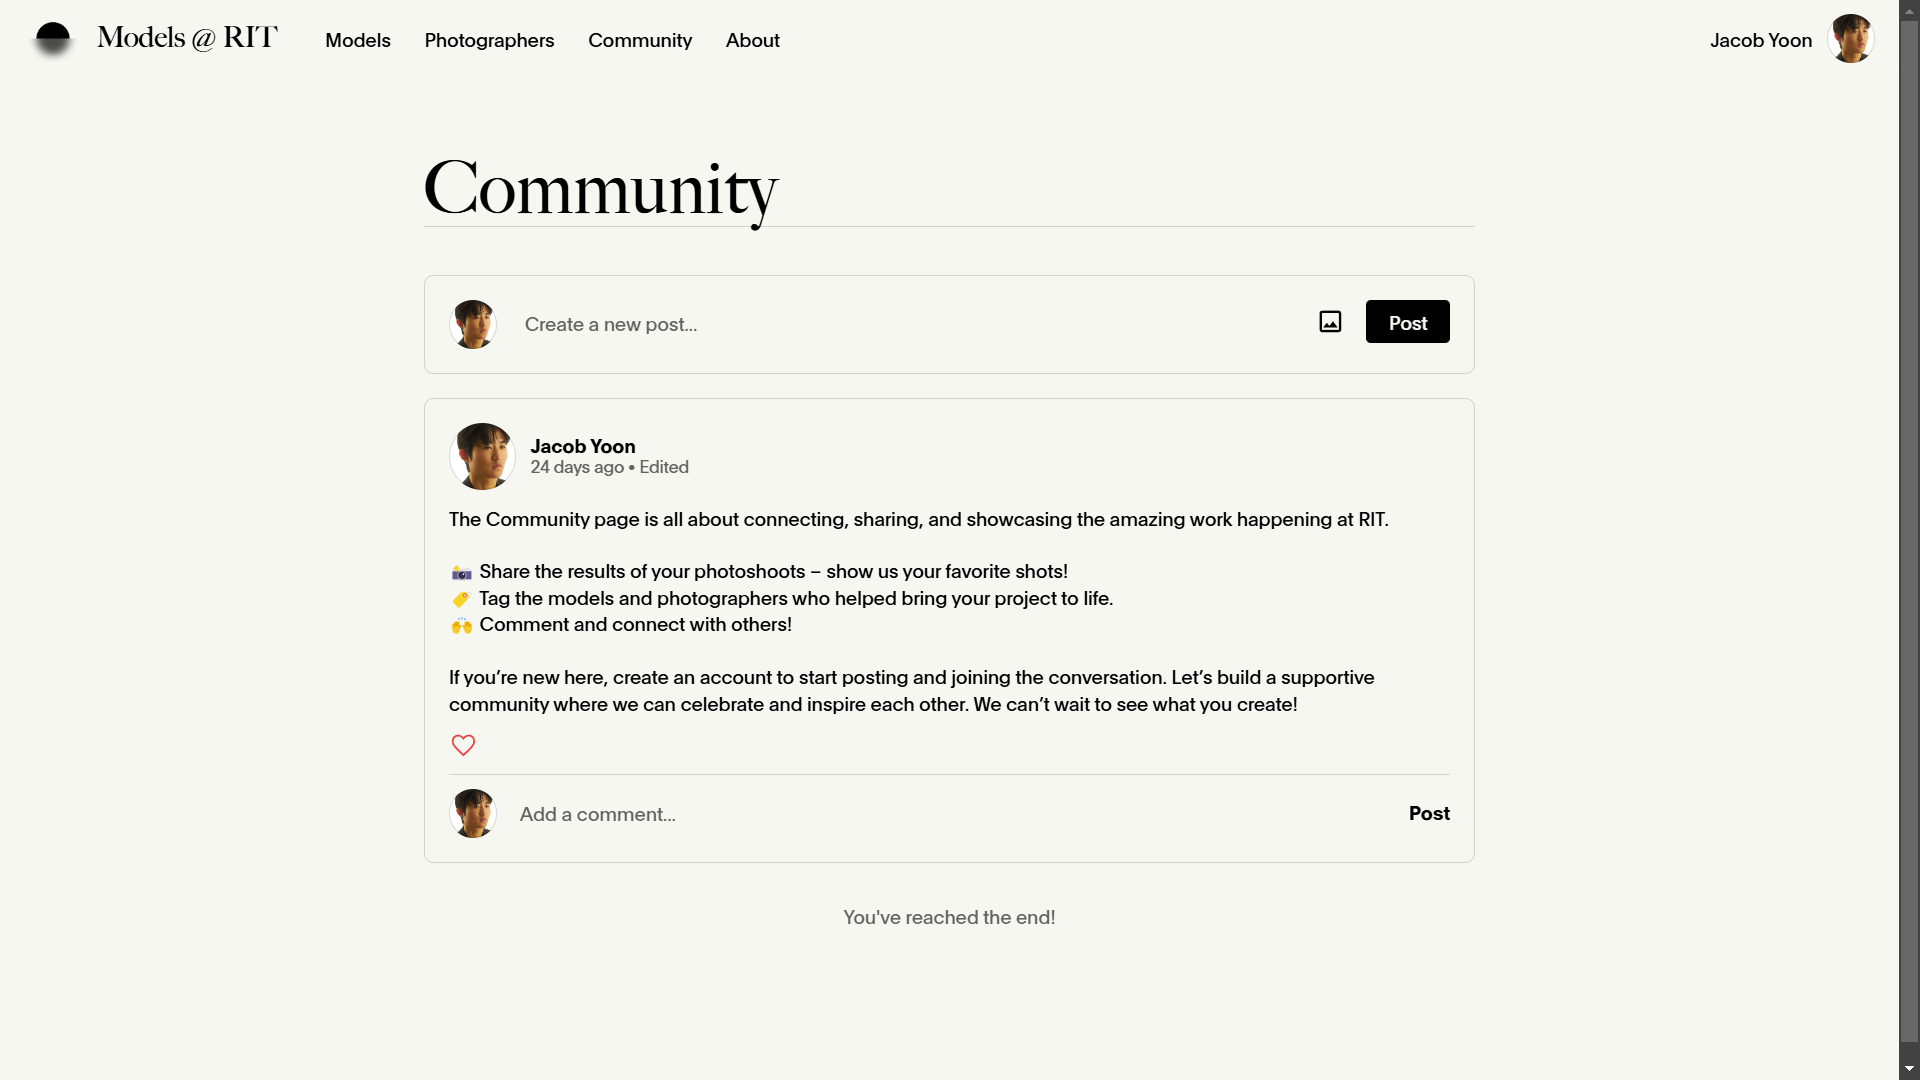 Models @ RIT
Models
Photographers
Community
About
Jacob Yoon
Community
Create a new post...
Post
Jacob Yoon
24 days ago • Edited
The Community page is all about connecting, sharing, and showcasing the amazing work happening at RIT.
📸 Share the results of your photoshoots – show us your favorite shots!
🏷️ Tag the models and photographers who helped bring your project to life.
🙌 Comment and connect with others!
If you’re new here, create an account to start posting and joining the conversation. Let’s build a supportive
community where we can celebrate and inspire each other. We can’t wait to see what you create!
Add a comment...
Post
You've reached the end!